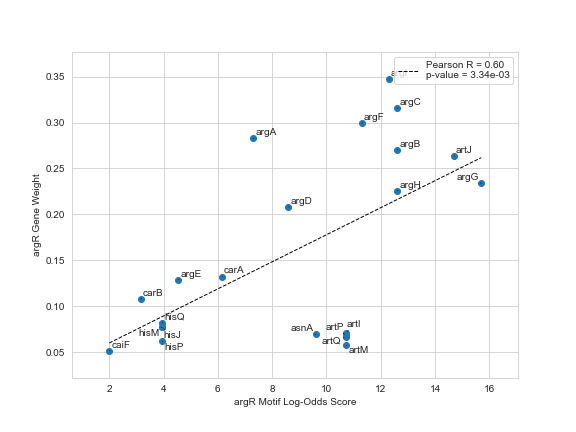 0.35
0.30
0.25
0.20
0.15
0.10
0.05
argR Gene Weight
2
4
6
8
10
12
14
16
argR Motif Log-Odds Score
Pearson R = 0.60
p-value = 3.34e-03
argC
argF
argA
argB
artJ
argG
argH
argD
carA
argE
carB
hisQ
hisM
hisJ
hisP
caiF
asnA
artP
artI
artQ
artM